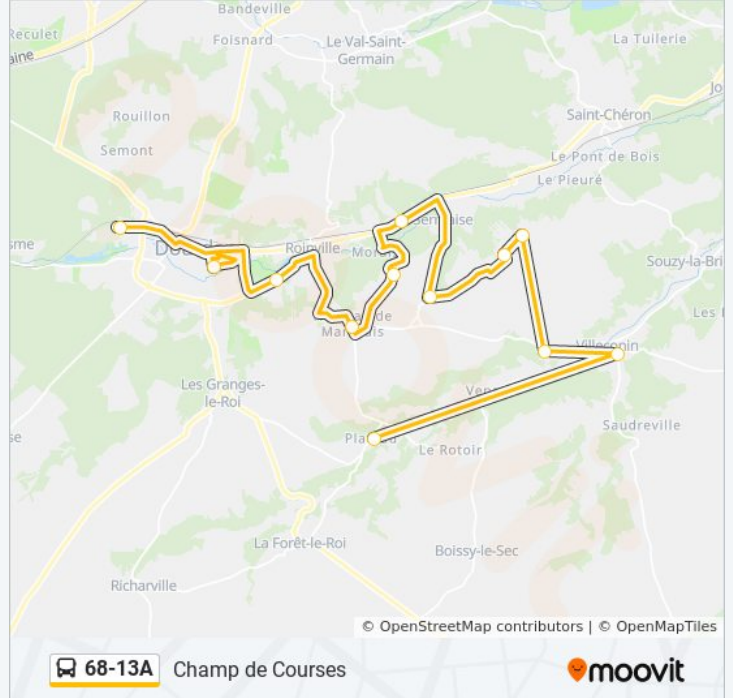 Bandeville
Reculet
Foisnard
Le Val-Saint-
Germain
La Tuilerie
aine
Rouillon
Saint-Chéron
Semont
Le Pont de Bois
Le Pieuré
Roinville
Souzy-la-Bri
Les Granges-
le-Roi
Villeconin
Saudreville
Le Rotoir
La Forêt-le-Roi
Boissy-le-Sec
Richarville
© OpenStreetMap contributors | © OpenMapTiles
68-13A Champ de Courses
moovit